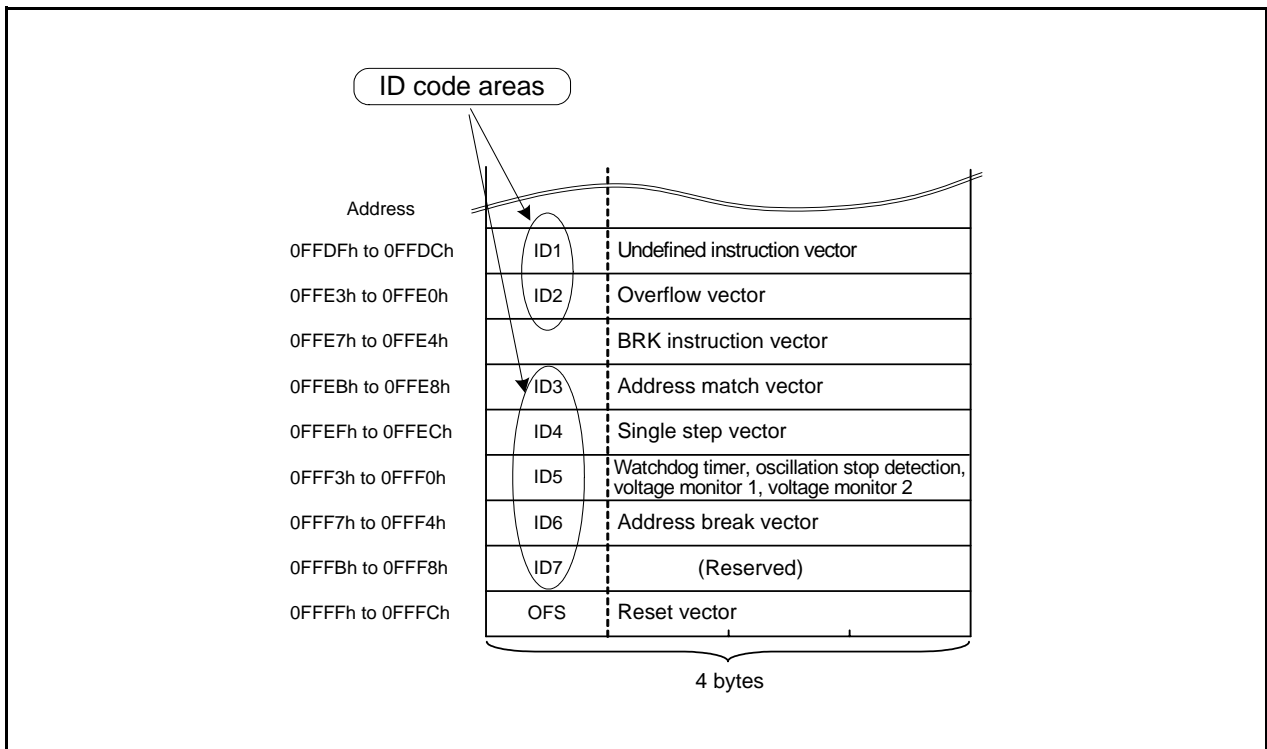 ID code areas
Address
0FFDFh to 0FFDCh ID1 Undefined instruction vector
0FFE3h to 0FFE0h ID2 Overflow vector
0FFE7h to 0FFE4h BRK instruction vector
0FFEBh to 0FFE8h ID3 Address match vector
0FFEFh to 0FFECh ID4 Single step vector
0FFF3h to 0FFF0h ID5 Watchdog timer, oscillation stop detection,
voltage monitor 1, voltage monitor 2
0FFF7h to 0FFF4h ID6 Address break vector
0FFFBh to 0FFF8h ID7 (Reserved)
0FFFFh to 0FFFCh OFS Reset vector
4 bytes